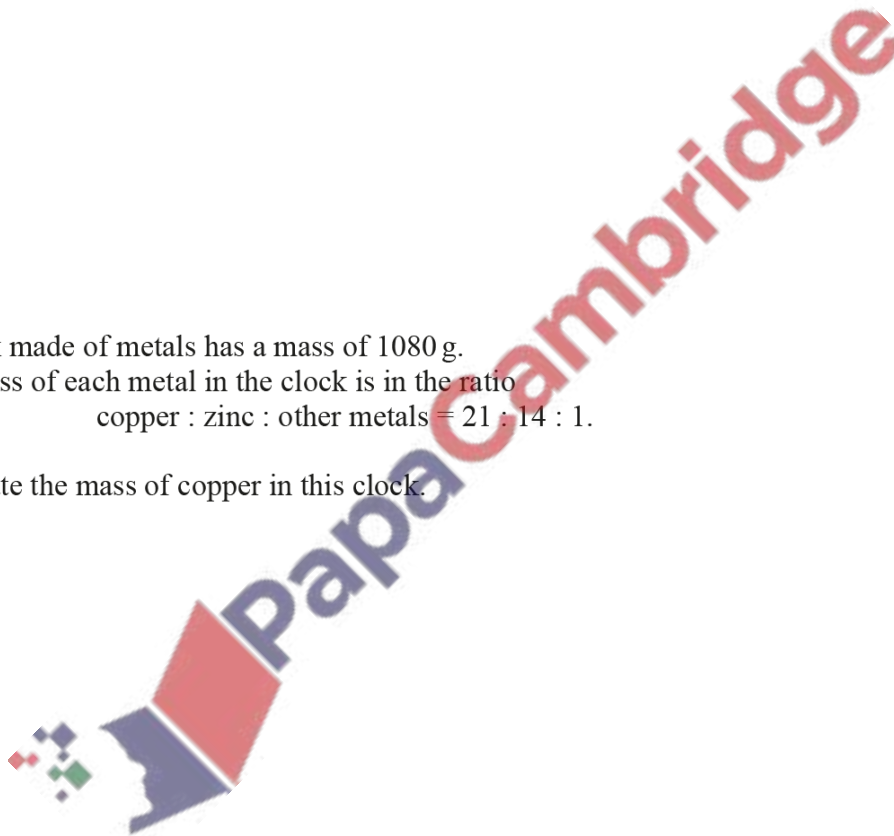 made of metals has a mass of 1080 g.
ss of each metal in the clock is in the ratio
copper : zinc : other metals = 21 : 14 : 1.
te the mass of copper in this clock.
PapaCambridge